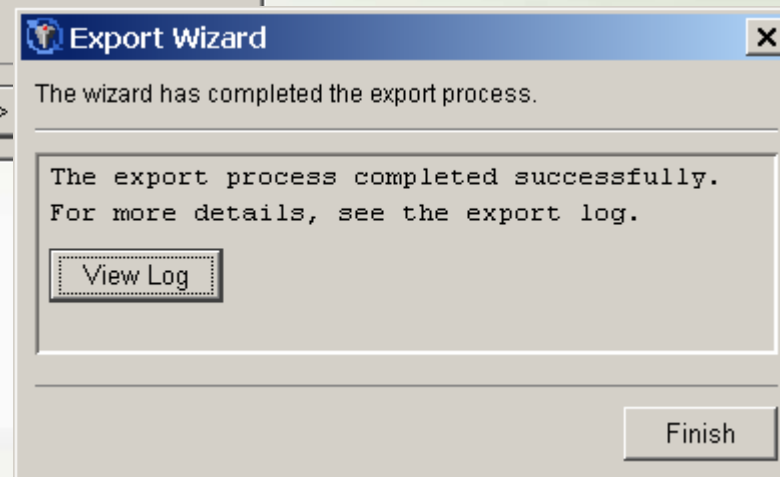 Export Wizard
The wizard has completed the export process.
>
The export process completed successfully.
For more details, see the export log.
View Log
Finish